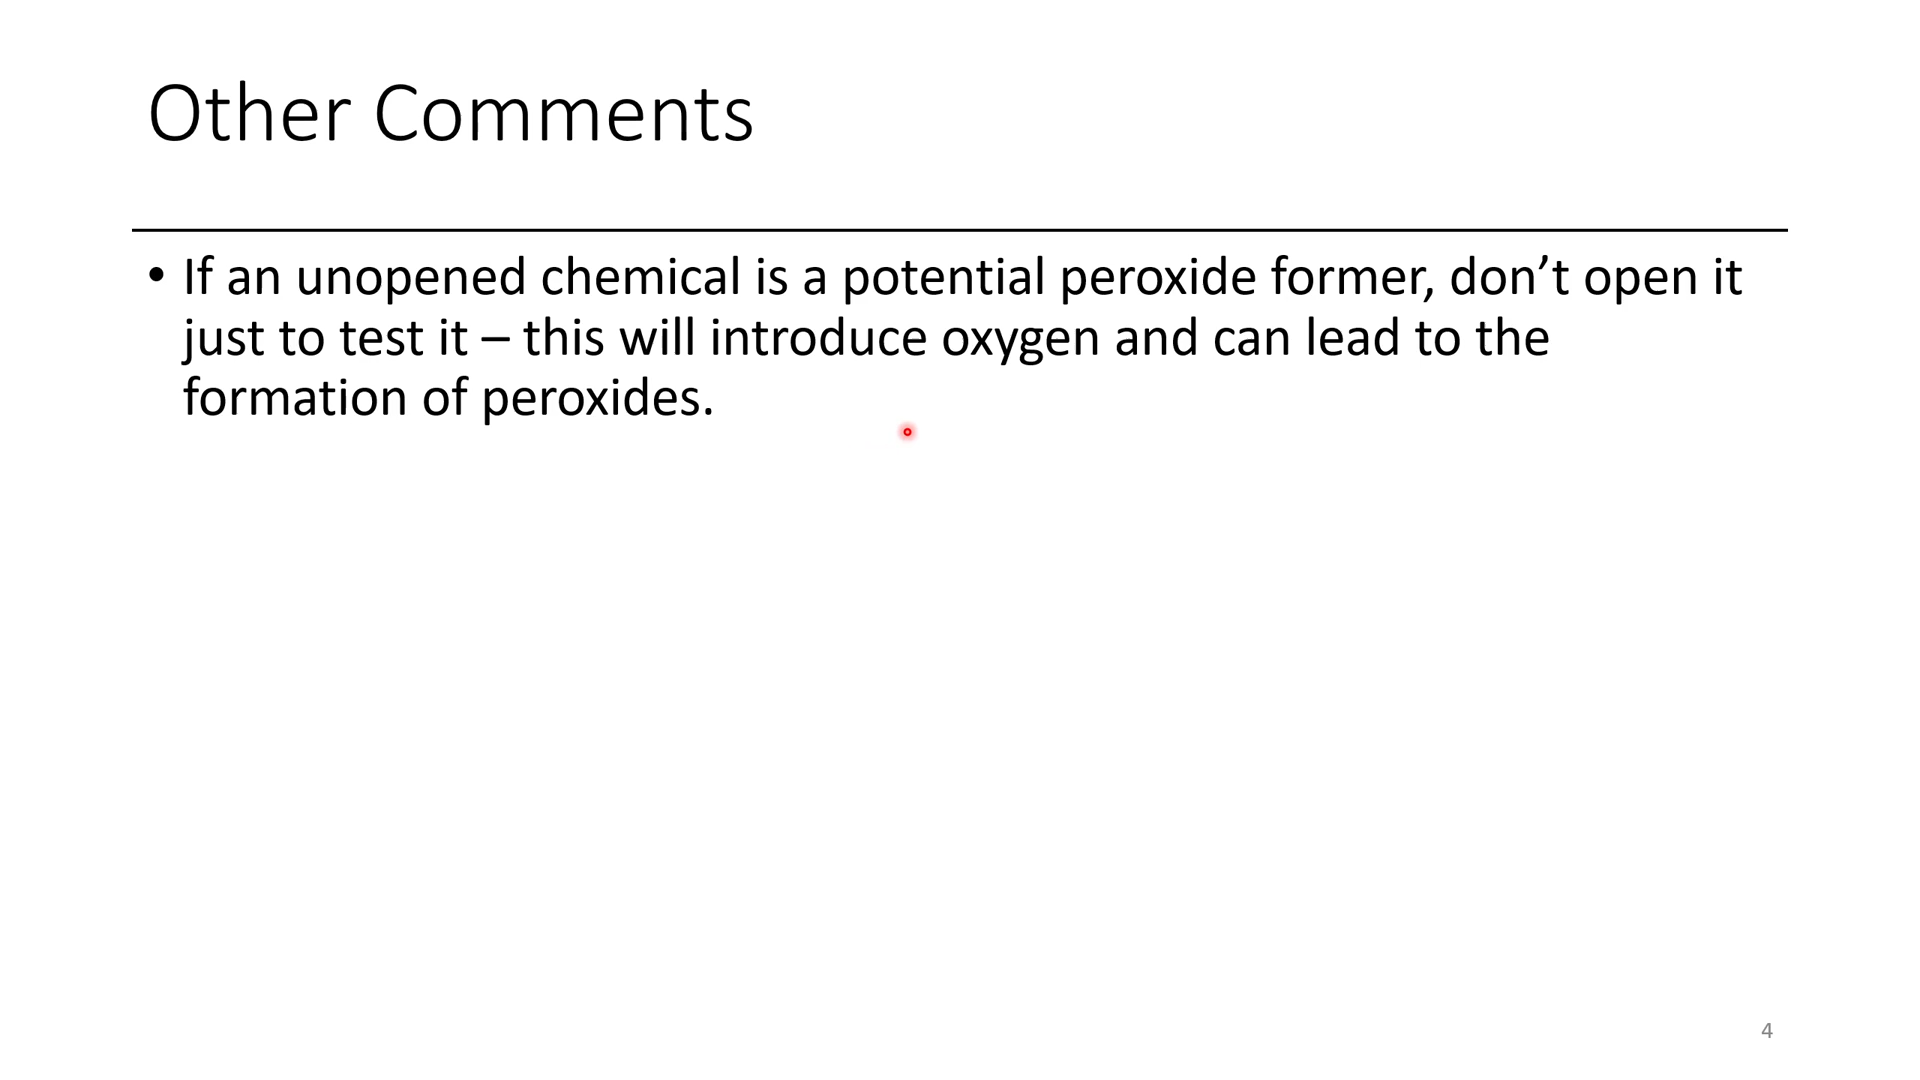 Other Comments
• If an unopened chemical is a potential peroxide former, don’t open it
just to test it – this will introduce oxygen and can lead to the
formation of peroxides.
4